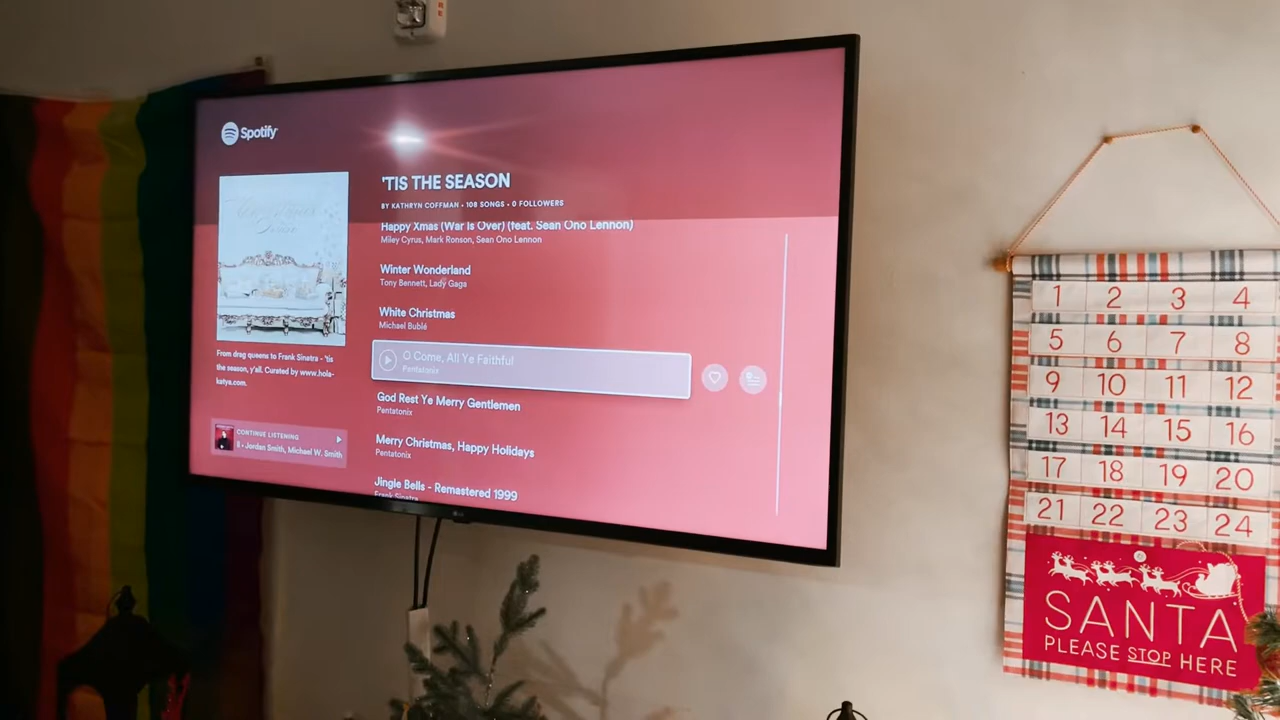 Spotify
'TIS THE SEASON
BY KATHRYN COFFMAN • 108 SONGS • 0 FOLLOWERS
Happy Xmas (War Is Over) (feat. Sean Ono Lennon)
Miley Cyrus, Mark Ronson, Sean Ono Lennon
Winter Wonderland
Tony Bennett, Lady Gaga
White Christmas
Michael Bublé
O Come, All Ye Faithful
Pentatonix
God Rest Ye Merry Gentlemen
Pentatonix
Merry Christmas, Happy Holidays
Pentatonix
Jingle Bells - Remastered 1999
Frank Sinatra
From drag queens to Frank Sinatra - 'tis
the season, y'all. Curated by www.hola-
katya.com.
CONTINUE LISTENING
• Jordan Smith, Michael W. Smith
LG
1 2 3 4
5 6 7 8
9 10 11 12
13 14 15 16
17 18 19 20
21 22 23 24
SANTA
PLEASE STOP HERE